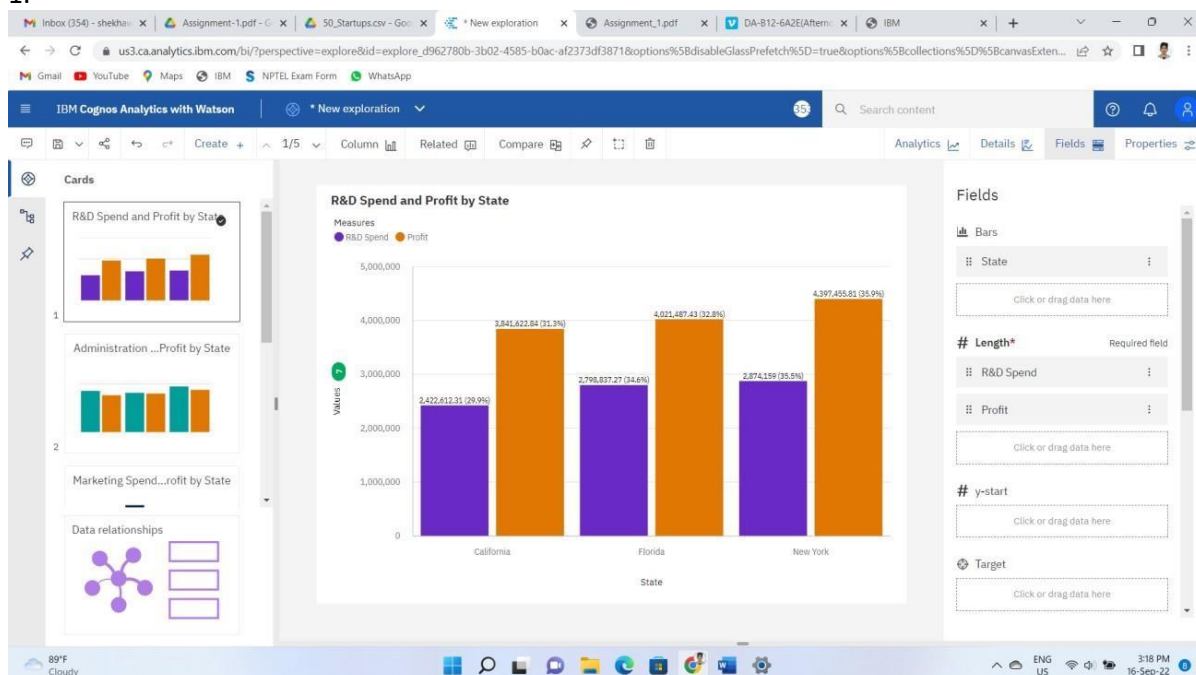 1.
Inbox (354) - shekhav
Assignment-1.pdf - G
50_Startups.csv - Goo
* New exploration
Assignment_1.pdf
DA-B12-6A2E(Afterno
IBM
us3.ca.analytics.ibm.com/bi/?perspective=explore&id=explore_d962780b-3b02-4585-b0ac-af2373df3871&options%5BdisableGlassPrefetch%5D=true&options%5Bcollections%5D%5BcanvasExten...
Gmail YouTube Maps IBM NPTEL Exam Form WhatsApp
IBM Cognos Analytics with Watson
* New exploration
Search content
Create +
1/5
Column
Related
Compare
Analytics
Details
Fields
Properties
Cards
R&D Spend and Profit by State
1
Administration ...Profit by State
2
Marketing Spend...rofit by State
Data relationships
R&D Spend and Profit by State
Measures
R&D Spend Profit
Values
7
5,000,000
4,000,000
3,000,000
2,000,000
1,000,000
0
2,422,612.31 (29.9%)
3,841,622.84 (31.3%)
2,798,837.27 (34.6%)
4,021,487.43 (32.8%)
2,874,159 (35.5%)
4,397,455.81 (35.9%)
California
Florida
New York
State
Fields
Bars
State
Click or drag data here
# Length*
Required field
R&D Spend
Profit
Click or drag data here
# y-start
Click or drag data here
Target
Click or drag data here
89°F
Cloudy
ENG
US
3:18 PM
16-Sep-22
8